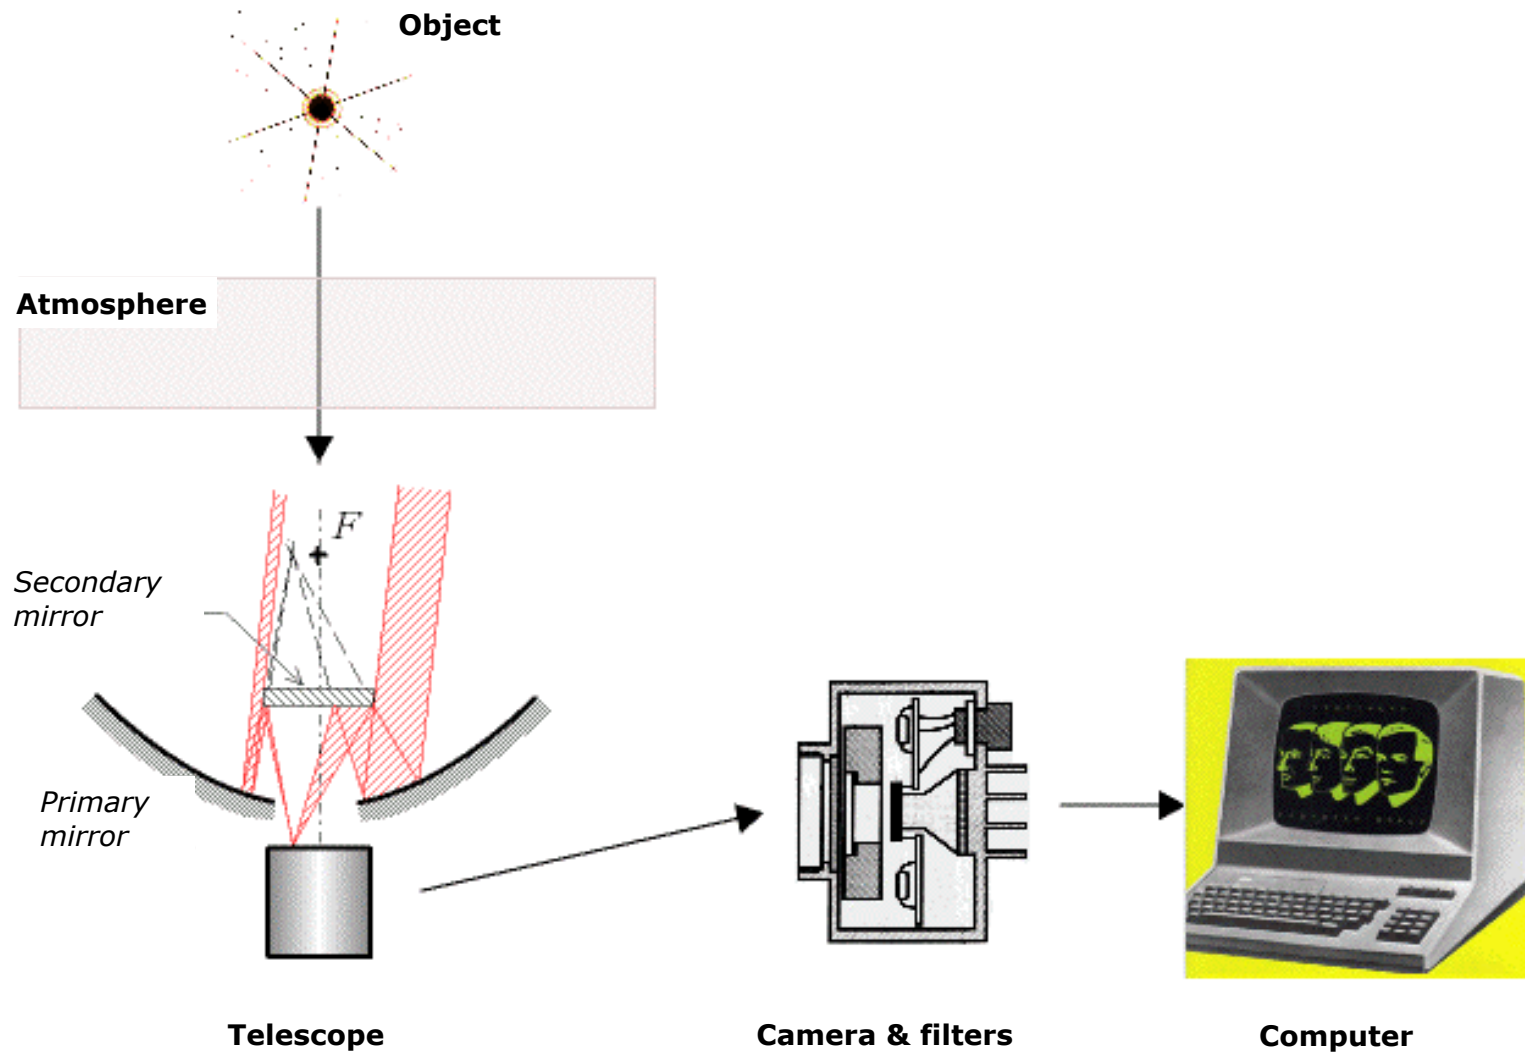 Object
Atmosphere
F
Secondary
mirror
Primary
mirror
Telescope
Camera & filters
Computer